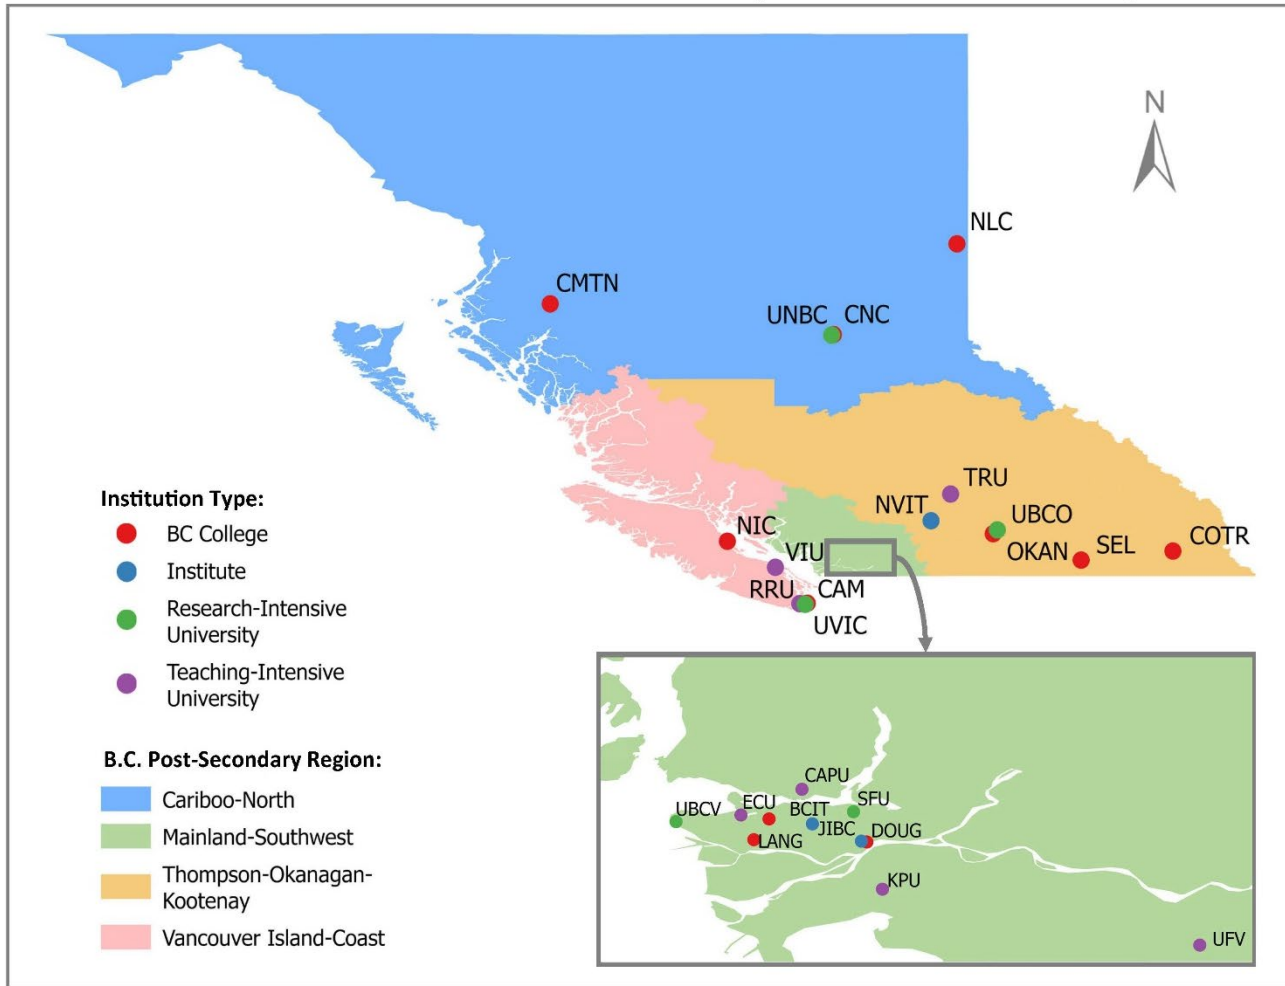 N
NLC
CMTN
UNBC
CNC
TRU
NVIT
UBCO
OKAN
SEL
COTR
NIC
VIU
RRU
CAM
UVIC
Institution Type:
BC College
Institute
Research-Intensive
University
Teaching-Intensive
University
B.C. Post-Secondary Region:
Cariboo-North
Mainland-Southwest
Thompson-Okanagan-
Kootenay
Vancouver Island-Coast
CAPU
UBCV
ECU
BCIT
SFU
JIBC
DOUG
LANG
KPU
UFV